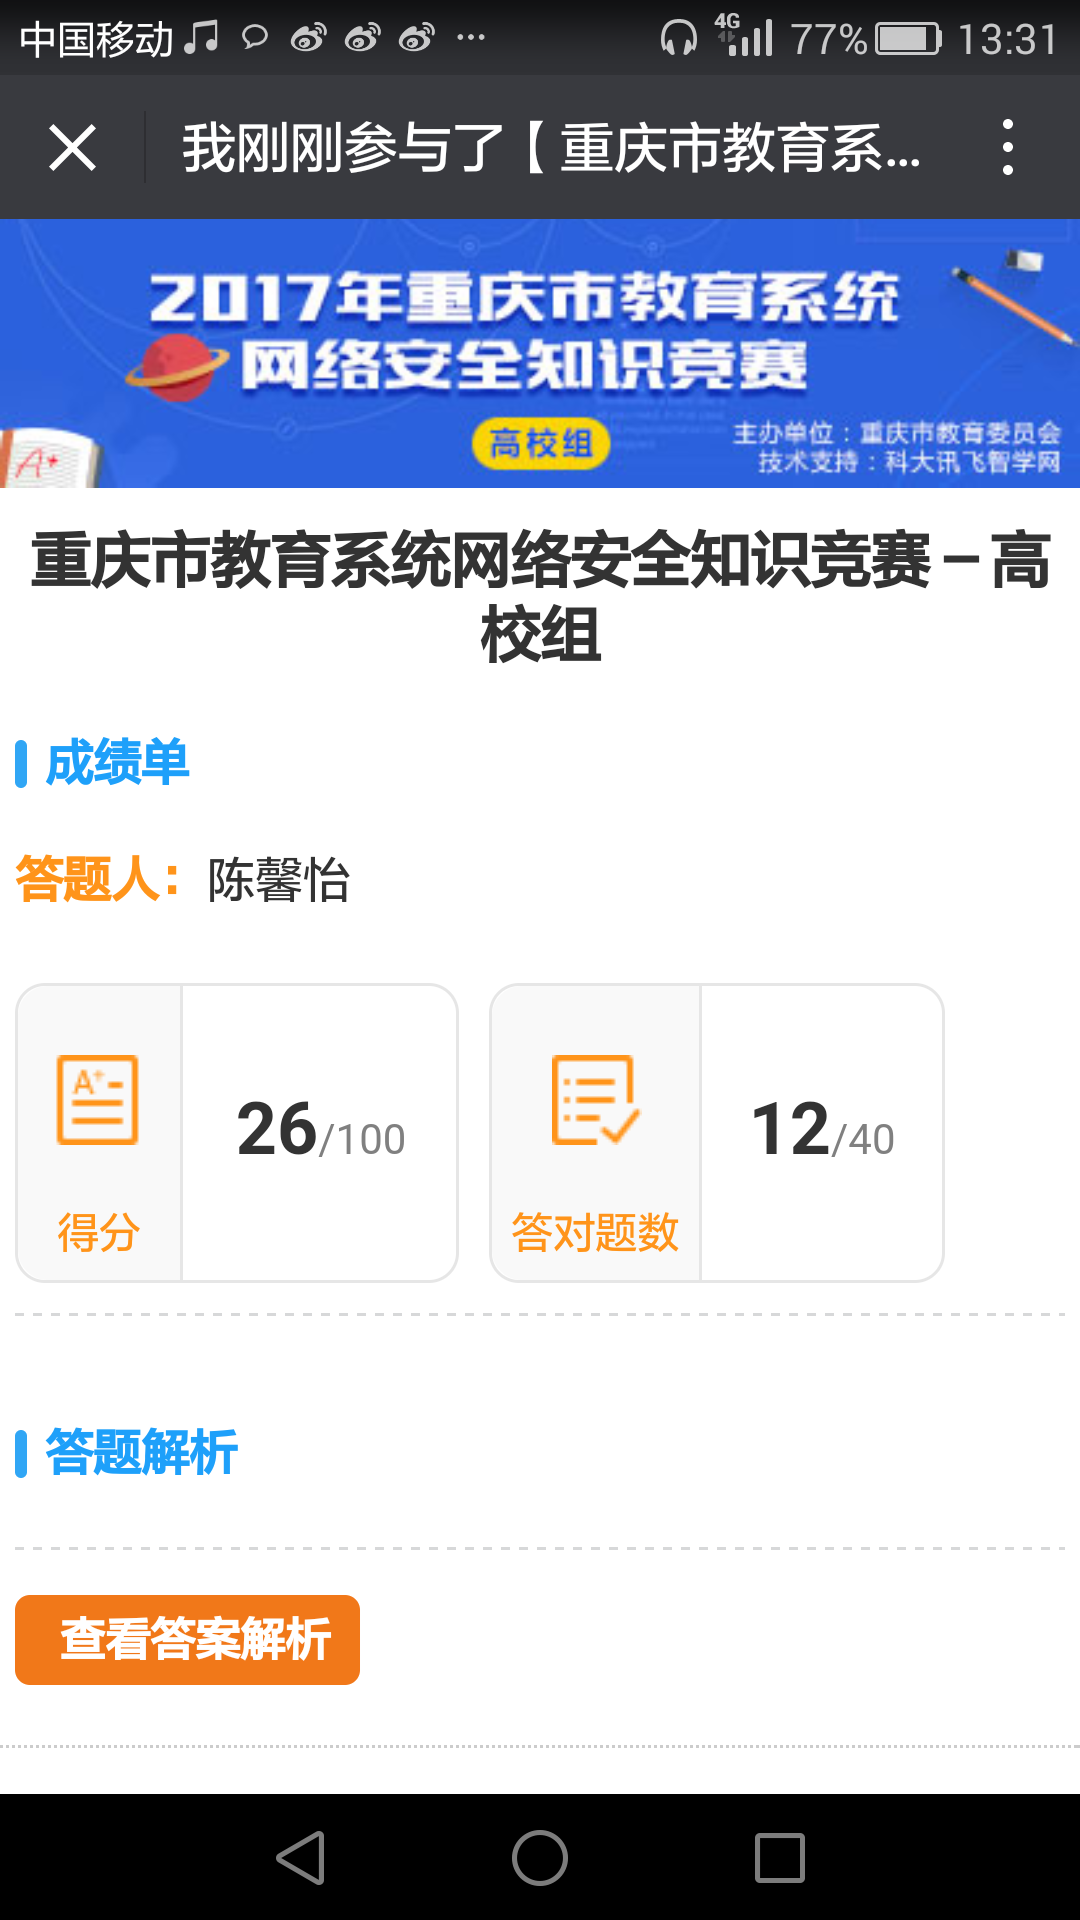 中国移动 4G 77% 13:31
我刚刚参与了【重庆市教育系...
2017年重庆市教育系统
网络安全知识竞赛
高校组
主办单位：重庆市教育委员会
技术支持：科大讯飞智学网
A+
重庆市教育系统网络安全知识竞赛－高
校组
成绩单
答题人：陈馨怡
A+
26/100
12/40
得分
答对题数
答题解析
查看答案解析